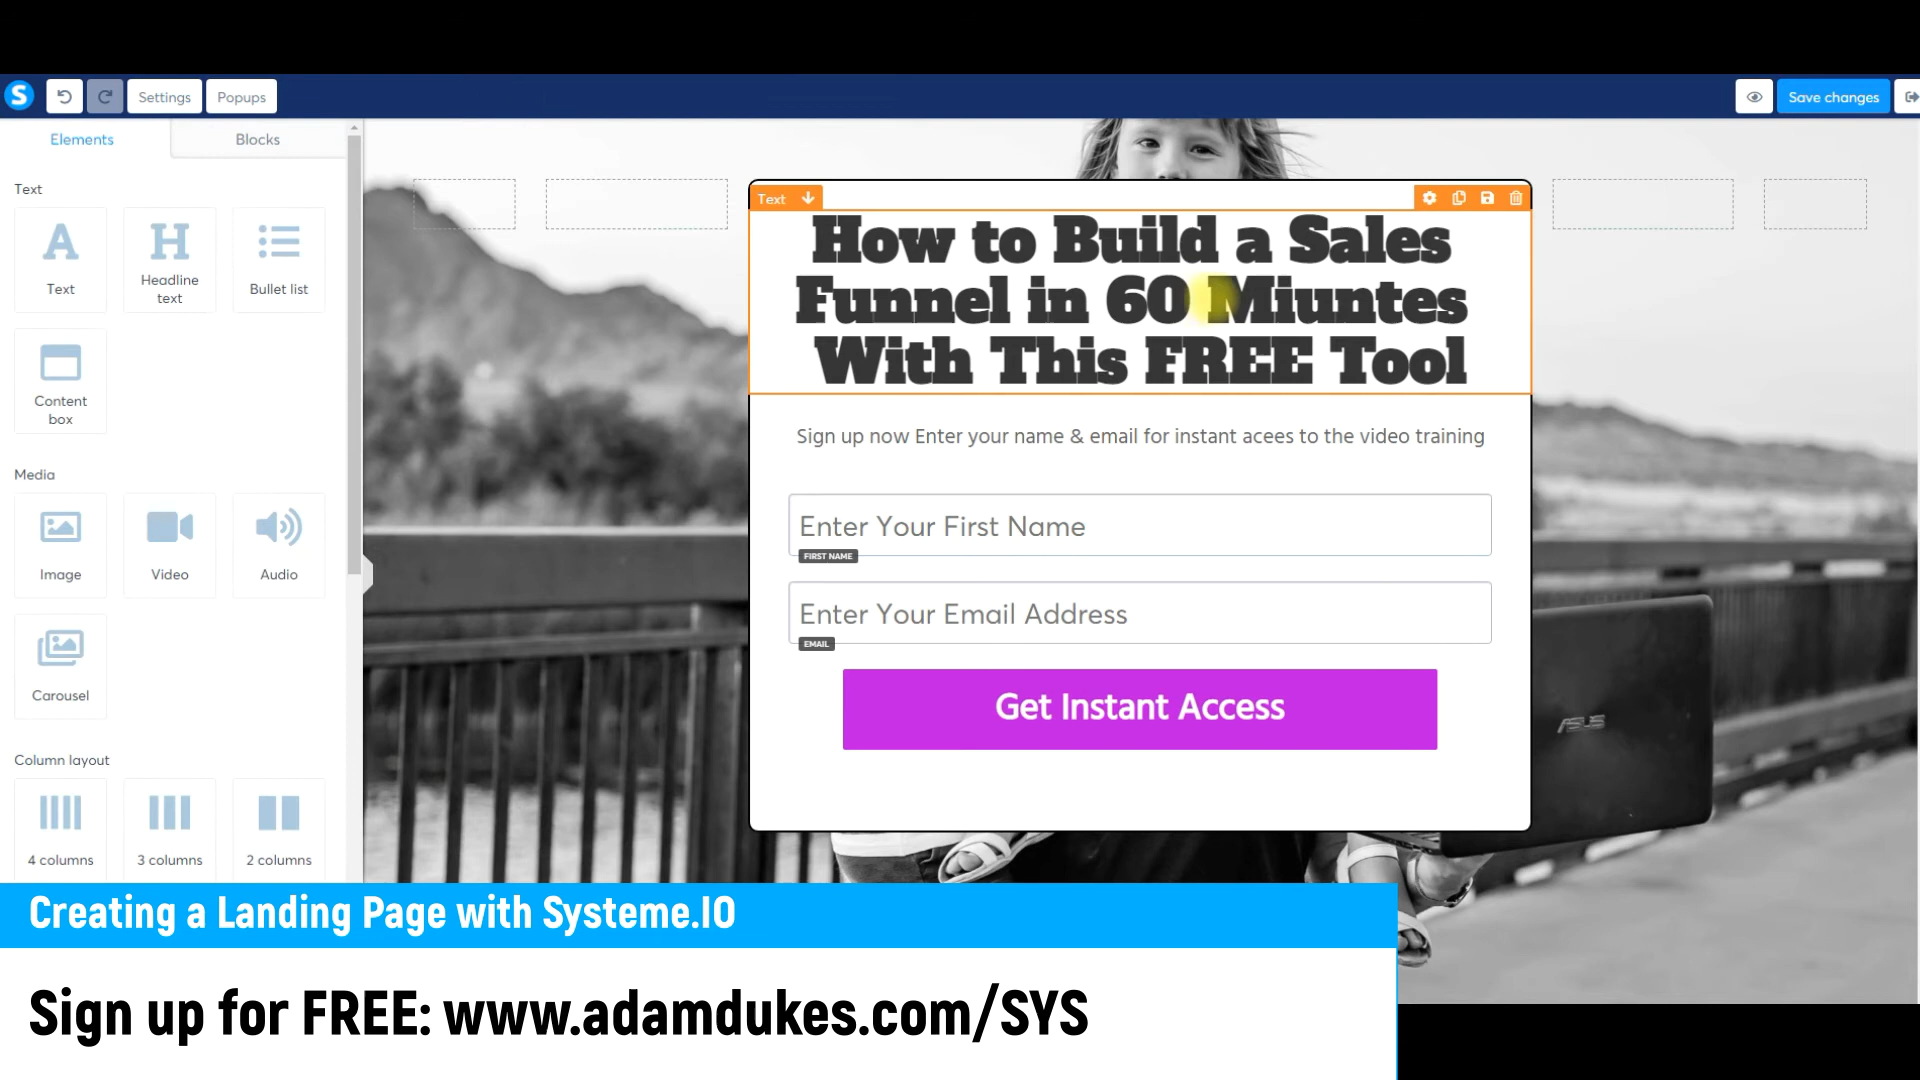 S
Settings
Popups
Save changes
Elements
Blocks
Text
Text
Headline
text
Bullet list
Content
box
Media
Image
Video
Audio
Carousel
Column layout
4 columns
3 columns
2 columns
Text
How to Build a Sales
Funnel in 60 Miuntes
With This FREE Tool
Sign up now Enter your name & email for instant acees to the video training
Enter Your First Name
FIRST NAME
Enter Your Email Address
EMAIL
Get Instant Access
ASUS
Creating a Landing Page with Systeme.IO
Sign up for FREE: www.adamdukes.com/SYS